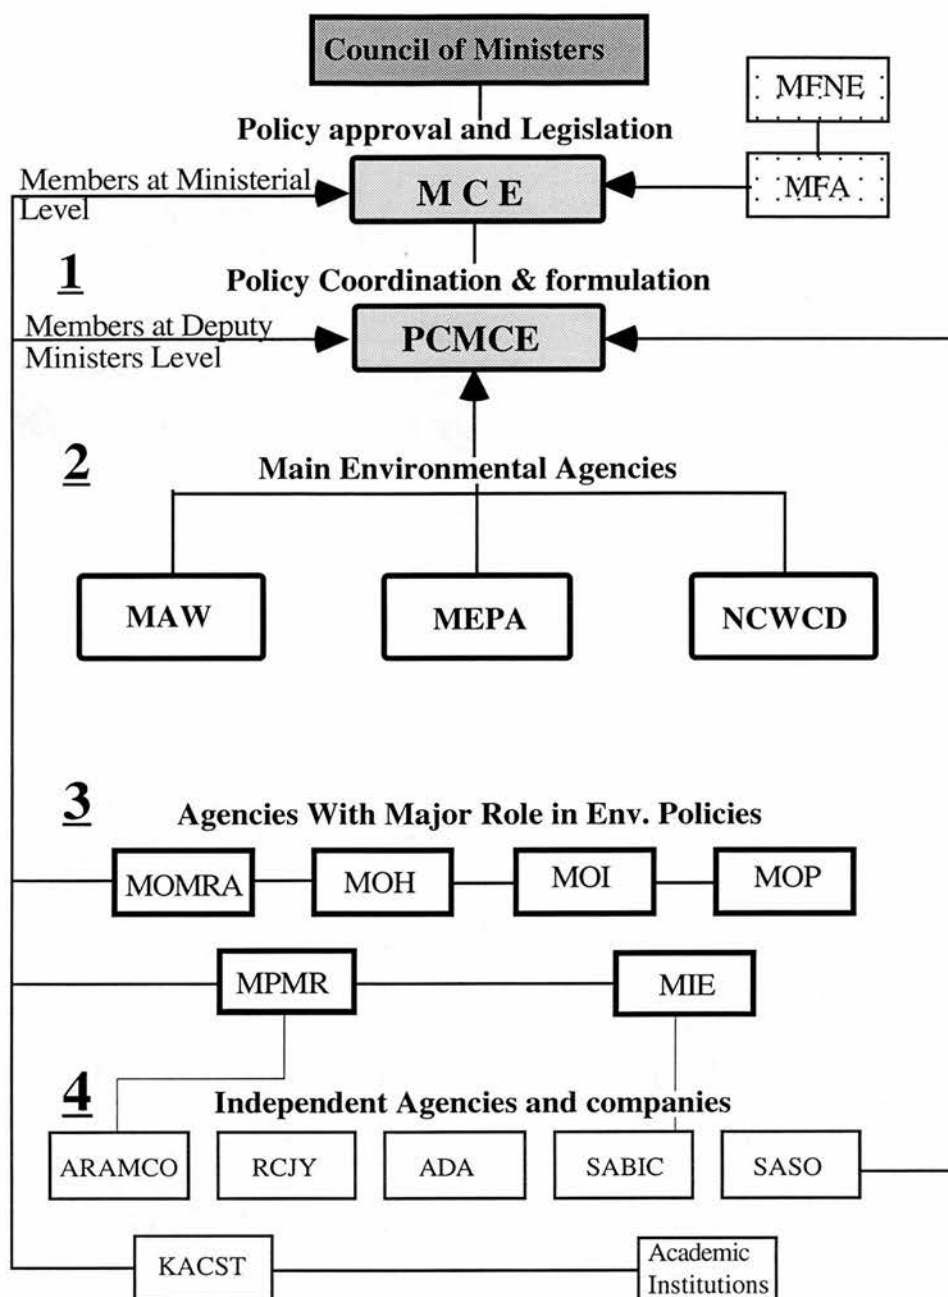 Council of Ministers
MFNE
Policy approval and Legislation
Members at Ministerial
Level
M C E
MFA
1
Policy Coordination & formulation
Members at Deputy
Ministers Level
PCMCE
2
Main Environmental Agencies
MAW
MEPA
NCWCD
3
Agencies With Major Role in Env. Policies
MOMRA
MOH
MOI
MOP
MPMR
MIE
4
Independent Agencies and companies
ARAMCO
RCJY
ADA
SABIC
SASO
KACST
Academic
Institutions